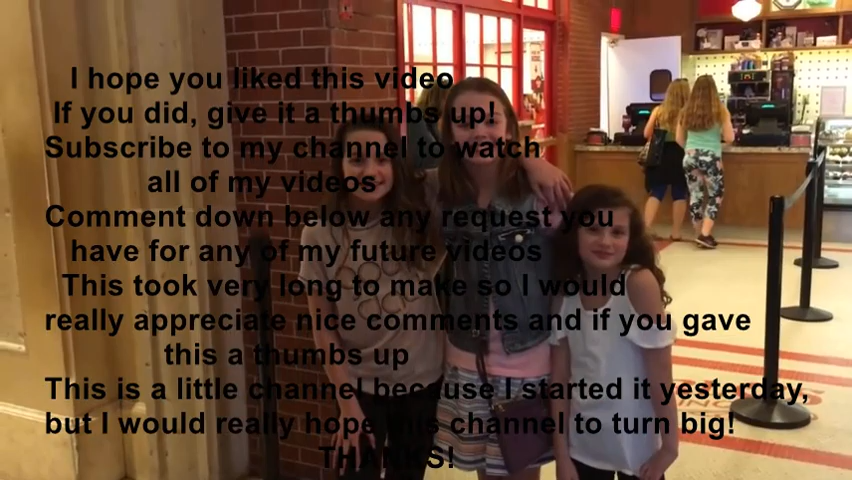 I hope you liked this video
If you did, give it a thumbs up!
Subscribe to my channel to watch
all of my videos
Comment down below any request you
have for any of my future videos
This took very long to make so I would
really appreciate nice comments and if you gave
this a thumbs up
This is a little channel because I started it yesterday,
but I would really hope this channel to turn big!
THANKS!